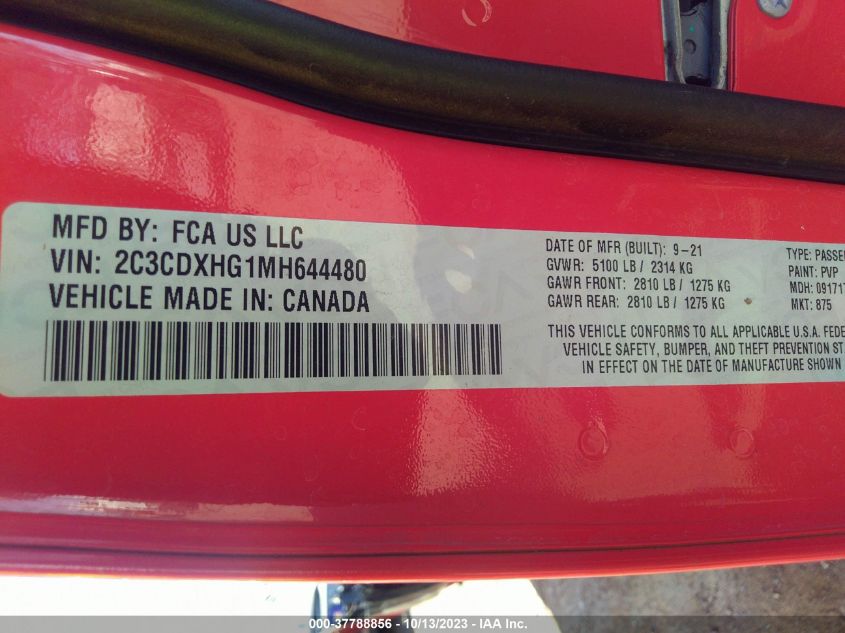 MFD BY: FCA US LLC
VIN: 2C3CDXHG1MH644480
VEHICLE MADE IN: CANADA
DATE OF MFR (BUILT): 9-21
GVWR: 5100 LB / 2314 KG
GAWR FRONT: 2810 LB / 1275 KG
GAWR REAR: 2810 LB / 1275 KG
TYPE: PASSE
PAINT: PVP
MDH: 09171
MKT: 875
THIS VEHICLE CONFORMS TO ALL APPLICABLE U.S.A. FEDE
VEHICLE SAFETY, BUMPER, AND THEFT PREVENTION ST
IN EFFECT ON THE DATE OF MANUFACTURE SHOWN
000-37788856 - 10/13/2023 - IAA Inc.